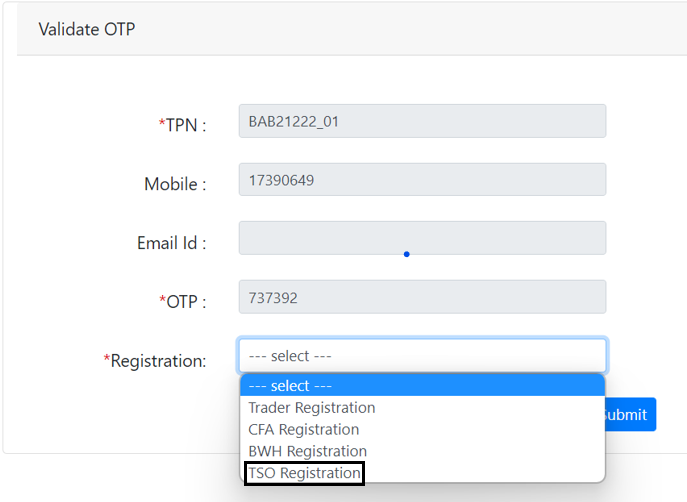 Validate OTP
*TPN : BAB21222_01
Mobile : 17390649
Email Id :
*OTP : 737392
*Registration: --- select ---
--- select ---
Trader Registration
CFA Registration
Submit
BWH Registration
TSO Registration